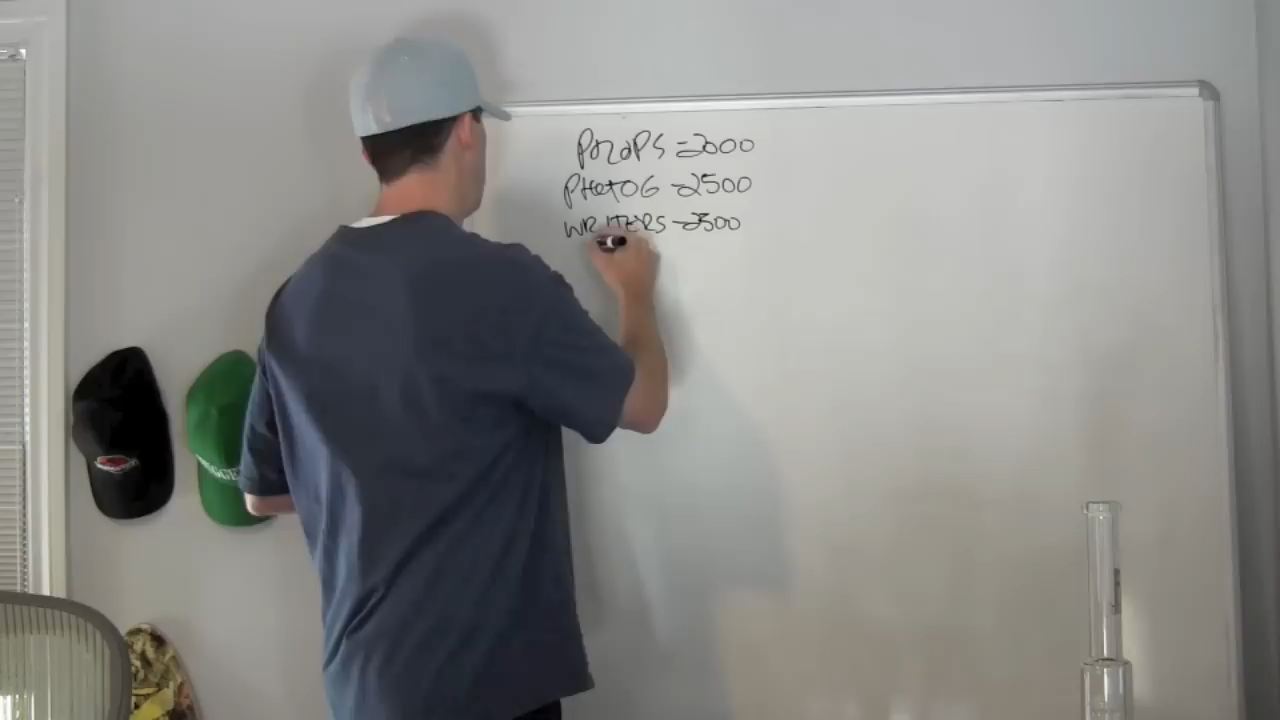 PROPS = 2000
PHOTOG - 2500
WRITERS - 2500